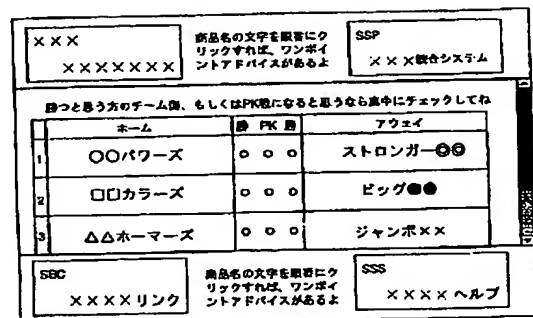 ×××
×××××××
商品名の文字を順番にク
リックすれば、ワンポイ
ントアドバイスがあるよ
SSP
×××統合システム
勝つと思う方のチーム側、もしくはPK戦になると思うなら真中にチェックしてね
ホーム 勝 PK 勝 アウェイ
1 〇〇パワーズ ○ ○ ○ ストロンガー◎◎
2 □□カラーズ ○ ○ ○ ビッグ●●
3 △△ホーマーズ ○ ○ ○ ジャンボ××
SBC
××××リンク
商品名の文字を順番にク
リックすれば、ワンポイ
ントアドバイスがあるよ
SSS
××××ヘルプ